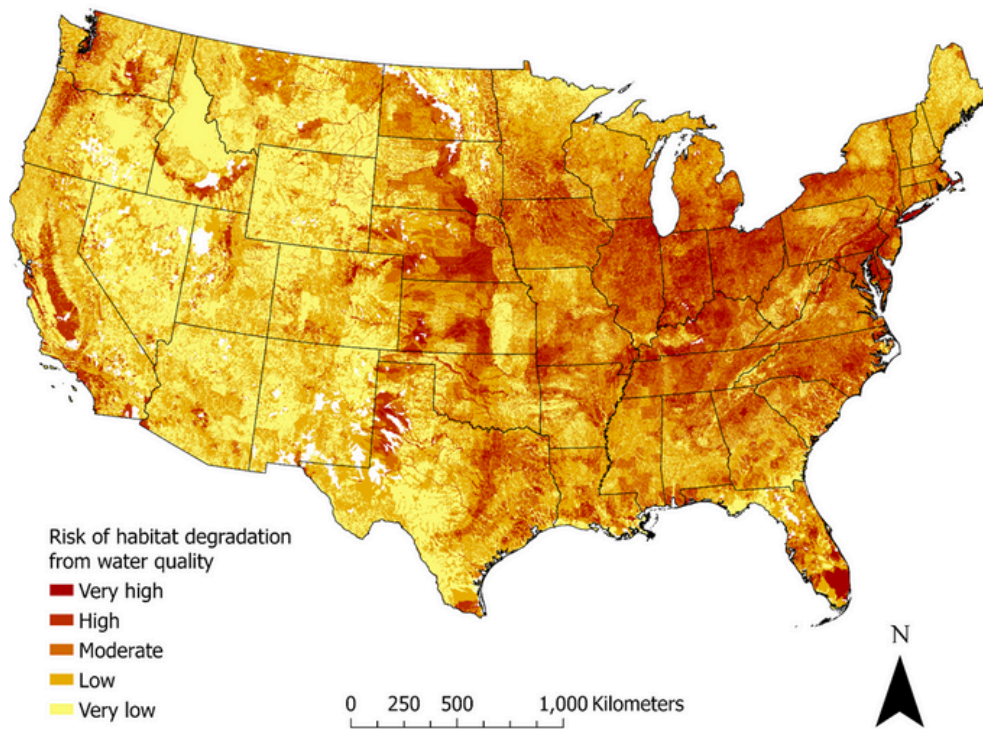 Risk of habitat degradation
from water quality
Very high
High
Moderate
Low
Very low
0 250 500 1,000 Kilometers
N